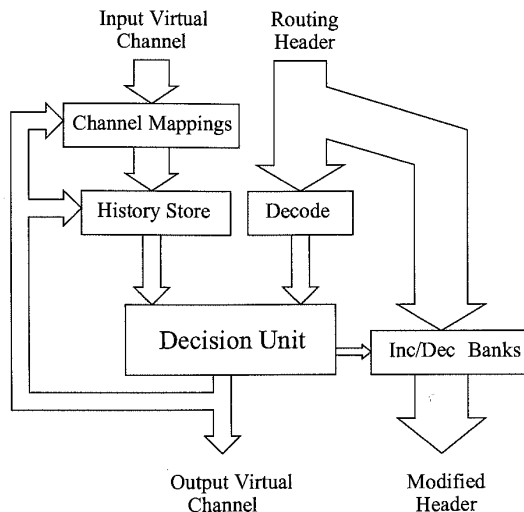 Input Virtual
Channel
Routing
Header
Channel Mappings
History Store
Decode
Decision Unit
Inc/Dec Banks
Output Virtual
Channel
Modified
Header